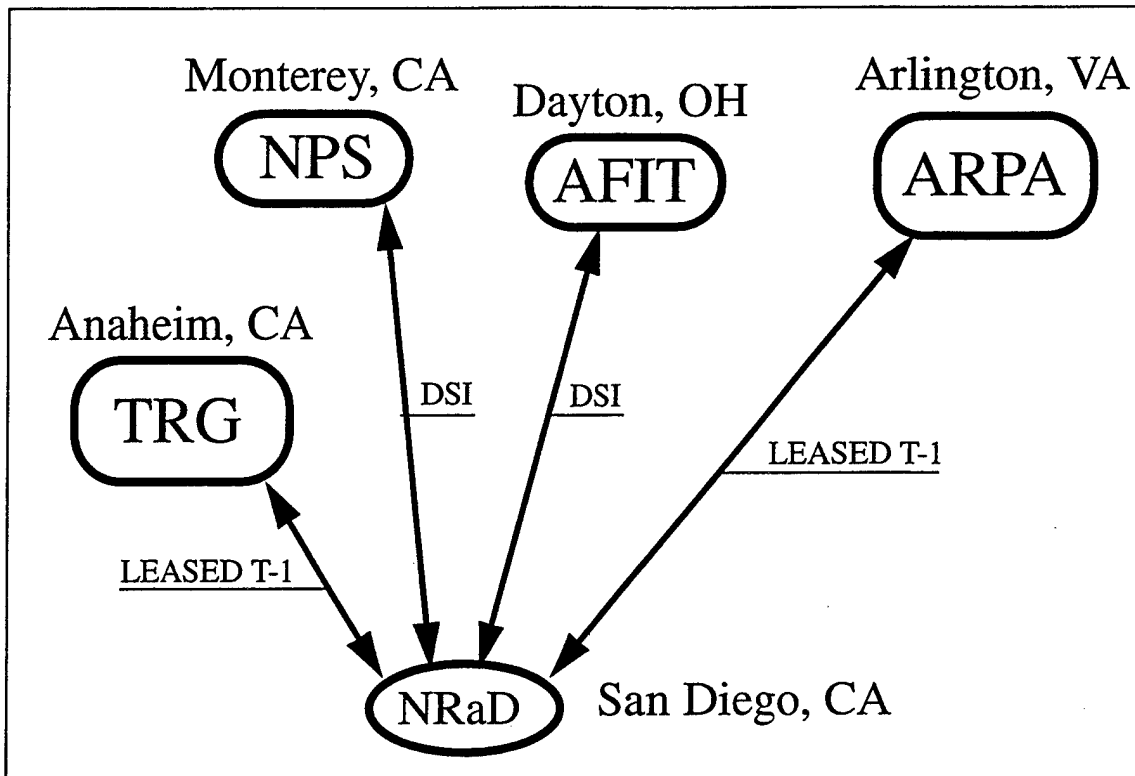 Monterey, CA
NPS
Dayton, OH
AFIT
Arlington, VA
ARPA
Anaheim, CA
TRG
DSI
DSI
LEASED T-1
LEASED T-1
NRaD
San Diego, CA